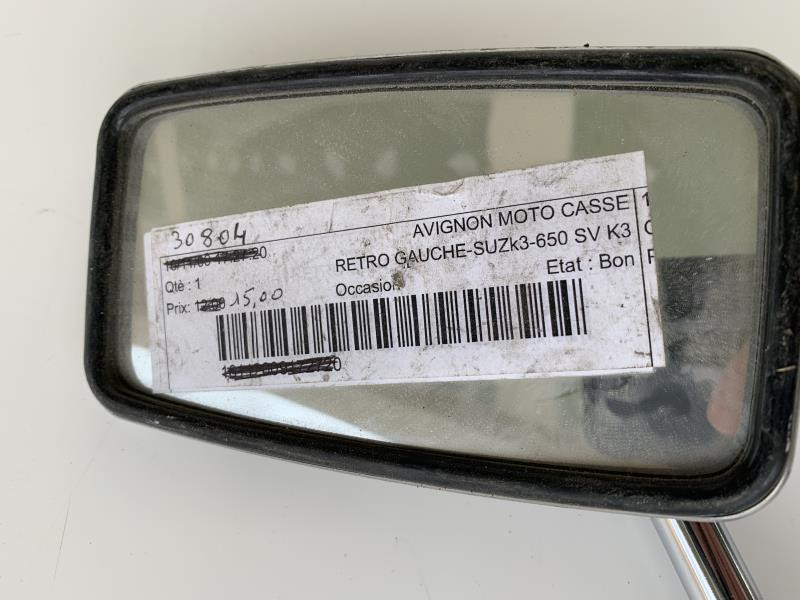 30804
AVIGNON MOTO CASSE
RETRO GAUCHE-SUZk3-650 SV K3
Qtè : 1
Occasion
Etat : Bon
Prix: 15,00